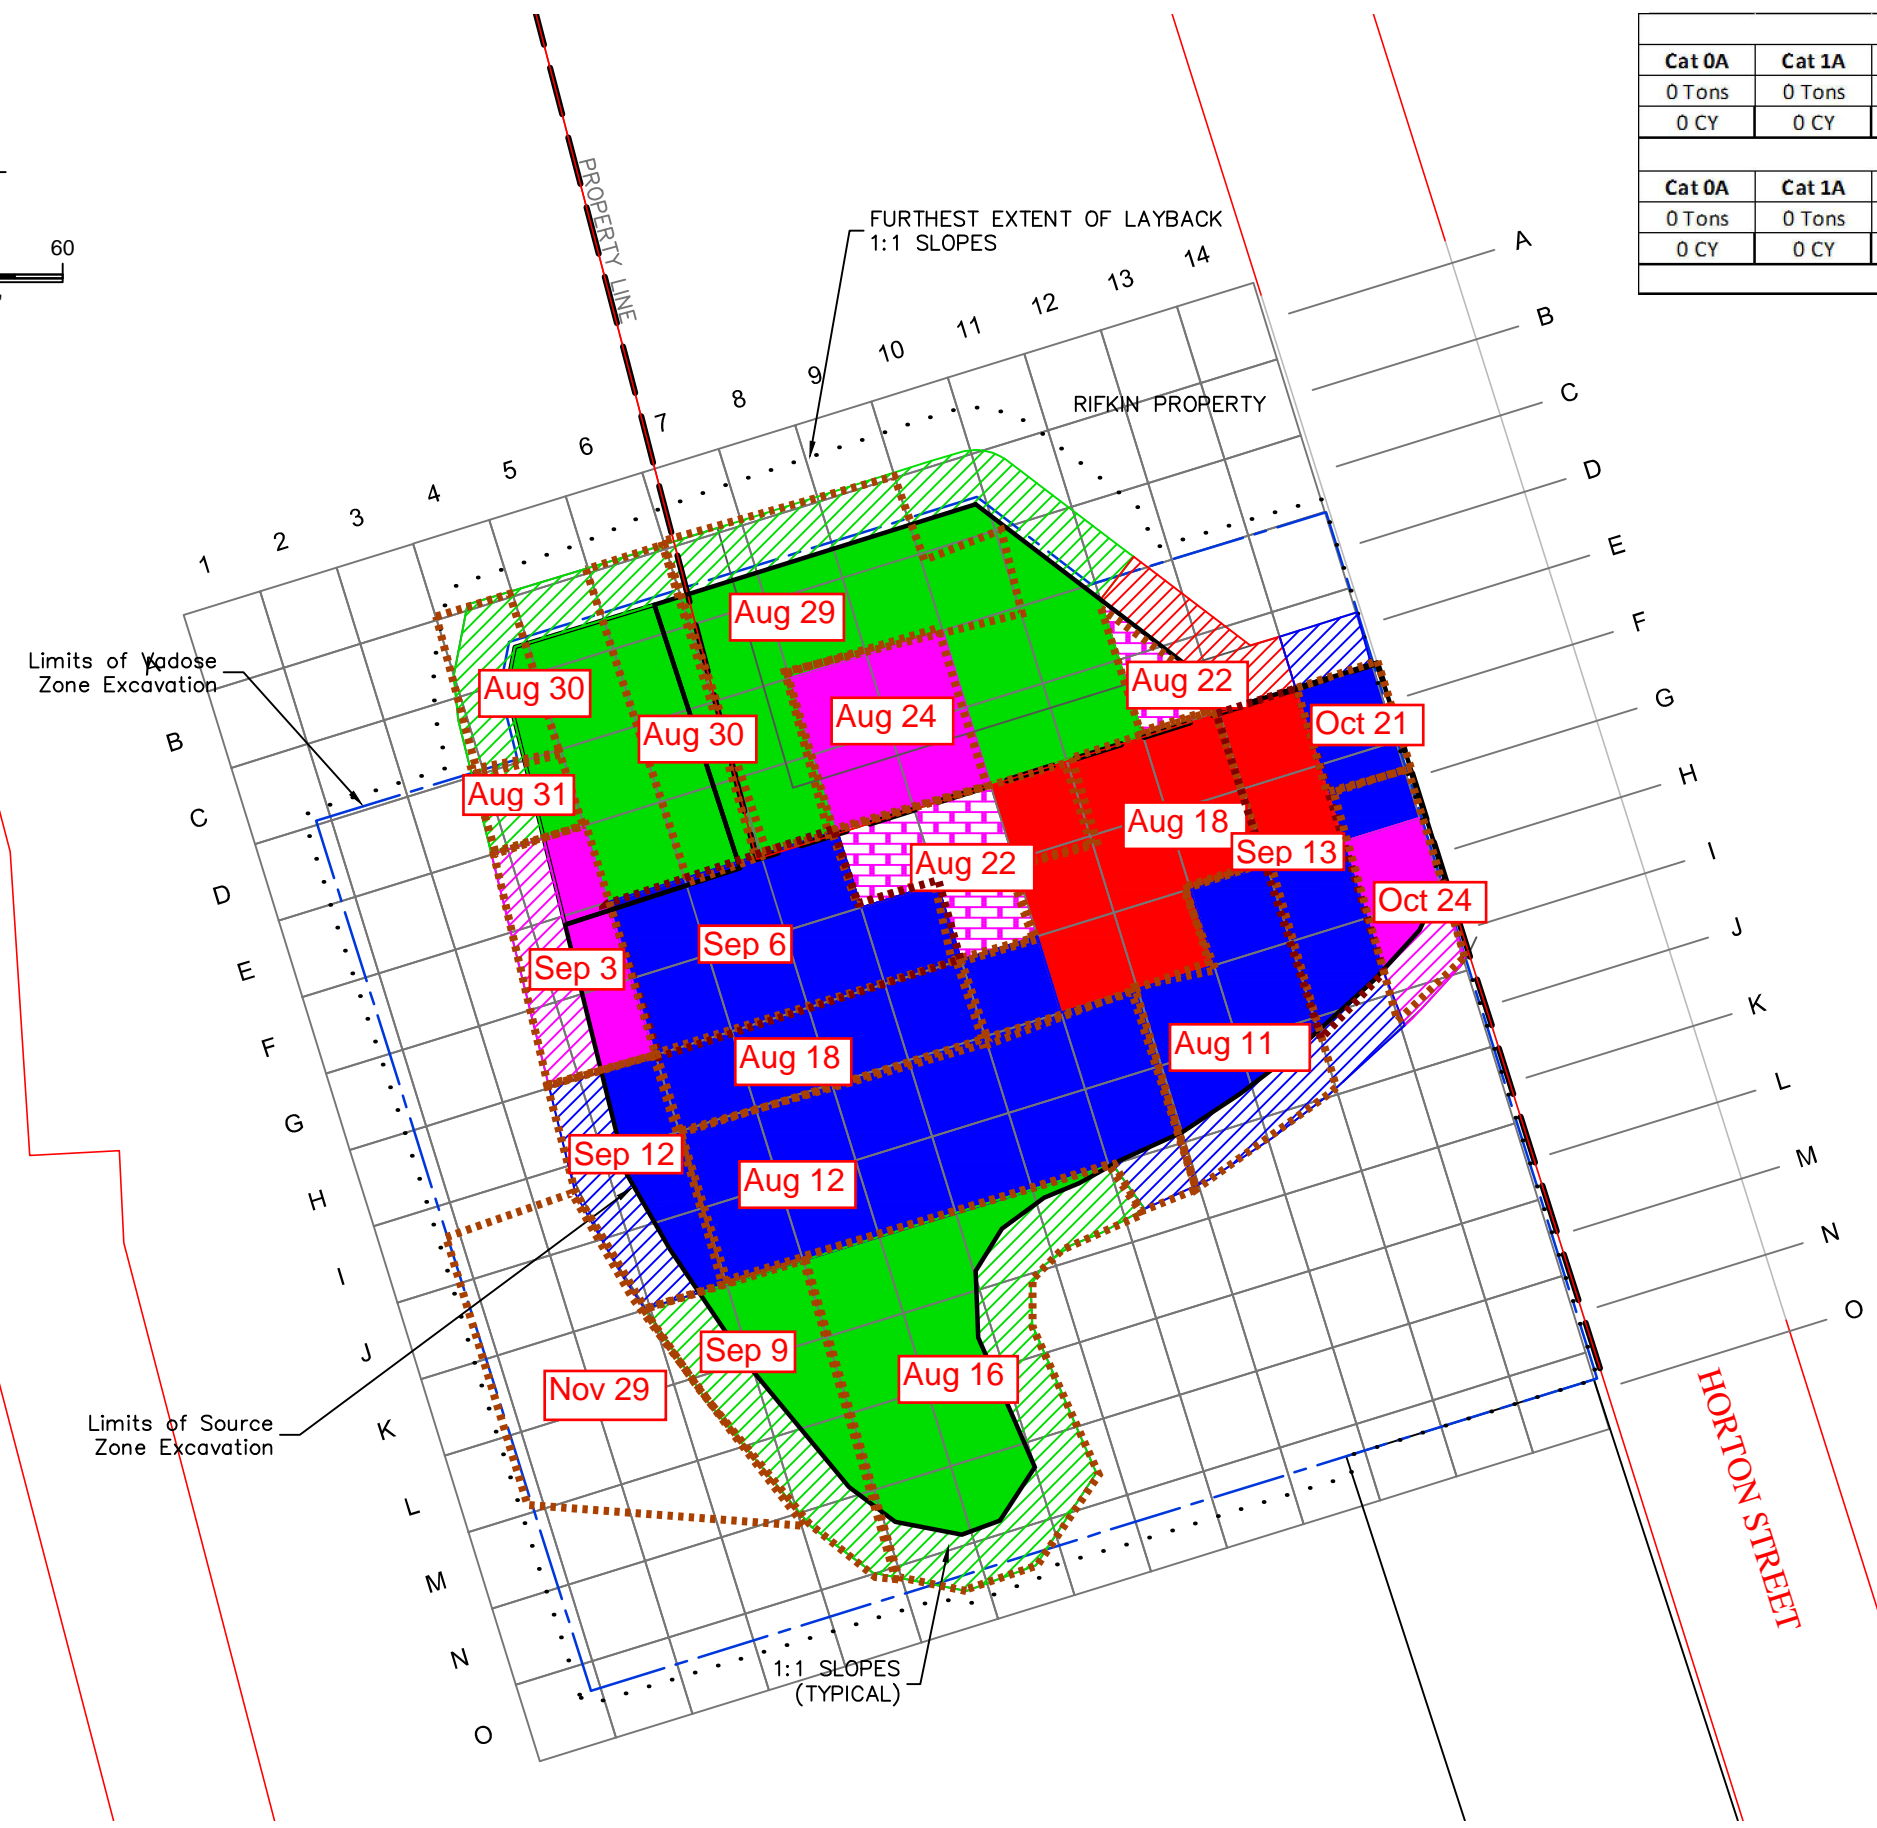 Cat 0A Cat 1A
0 Tons 0 Tons
0 CY 0 CY
Cat 0A Cat 1A
0 Tons 0 Tons
0 CY 0 CY
60
PROPERTY LINE
FURTHEST EXTENT OF LAYBACK
1:1 SLOPES
RIFKIN PROPERTY
1
2
3
4
5
6
7
8
9
10
11
12
13
14
A
B
C
D
E
F
G
H
I
J
K
L
M
N
O
Limits of Vadose
Zone Excavation
A
B
C
D
E
F
G
H
I
J
K
L
M
N
O
Aug 29
Aug 30
Aug 30
Aug 24
Aug 22
Oct 21
Aug 31
Aug 18
Sep 13
Aug 22
Oct 24
Sep 6
Sep 3
Aug 18
Aug 11
Sep 12
Aug 12
Sep 9
Aug 16
Nov 29
Limits of Source
Zone Excavation
1:1 SLOPES
(TYPICAL)
HORTON STREET